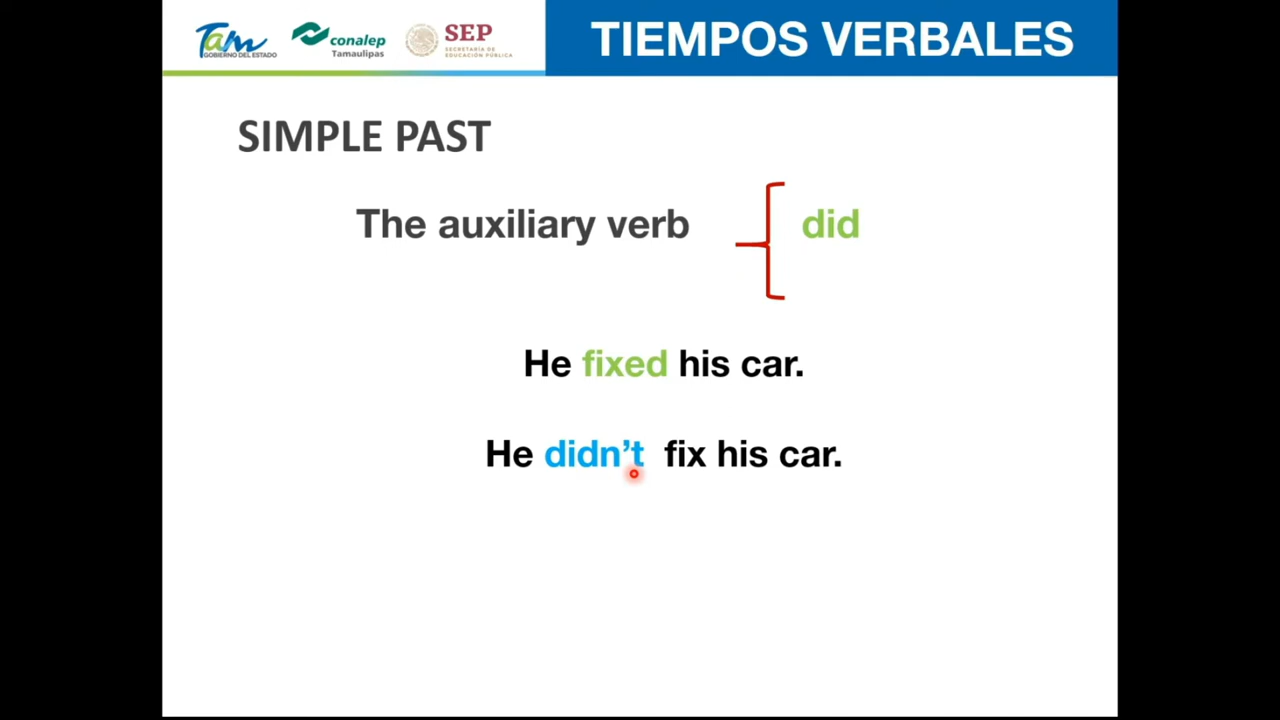 Tam
GOBIERNO DEL ESTADO
conalep
Tamaulipas
SEP
SECRETARÍA DE
EDUCACIÓN PÚBLICA
TIEMPOS VERBALES
SIMPLE PAST
The auxiliary verb did
He fixed his car.
He didn't fix his car.